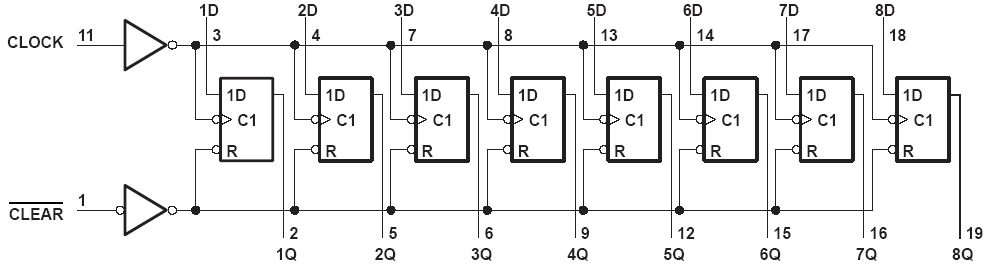 1D 2D 3D 4D 5D 6D 7D 8D
CLOCK 11 3 4 7 8 13 14 17 18
1D 1D 1D 1D 1D 1D 1D 1D
C1 C1 C1 C1 C1 C1 C1 C1
R R R R R R R R
CLEAR 1
2 5 6 9 12 15 16 19
1Q 2Q 3Q 4Q 5Q 6Q 7Q 8Q